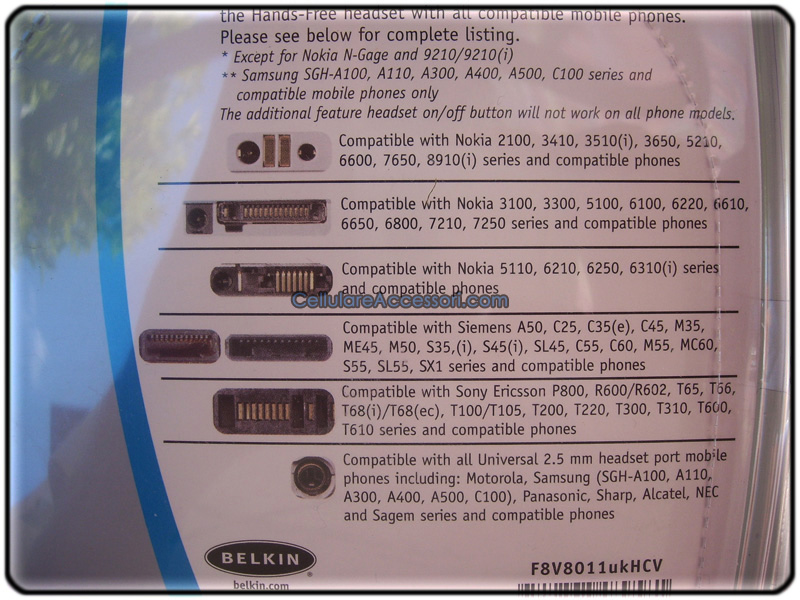 the Hands-Free headset with all compatible mobile phones.
Please see below for complete listing.
* Except for Nokia N-Gage and 9210/9210(i)
** Samsung SGH-A100, A110, A300, A400, A500, C100 series and
compatible mobile phones only
The additional feature headset on/off button will not work on all phone models.
Compatible with Nokia 2100, 3410, 3510(i), 3650, 5210,
6600, 7650, 8910(i) series and compatible phones
Compatible with Nokia 3100, 3300, 5100, 6100, 6220, 6610,
6650, 6800, 7210, 7250 series and compatible phones
Compatible with Nokia 5110, 6210, 6250, 6310(i) series
and compatible phones
CellulareAccessori.com
Compatible with Siemens A50, C25, C35(e), C45, M35,
ME45, M50, S35,(i), S45(i), SL45, C55, C60, M55, MC60,
S55, SL55, SX1 series and compatible phones
Compatible with Sony Ericsson P800, R600/R602, T65, T66,
T68(i)/T68(ec), T100/T105, T200, T220, T300, T310, T600,
T610 series and compatible phones
Compatible with all Universal 2.5 mm headset port mobile
phones including: Motorola, Samsung (SGH-A100, A110,
A300, A400, A500, C100), Panasonic, Sharp, Alcatel, NEC
and Sagem series and compatible phones
BELKIN®
belkin.com
F8V8011ukHCV